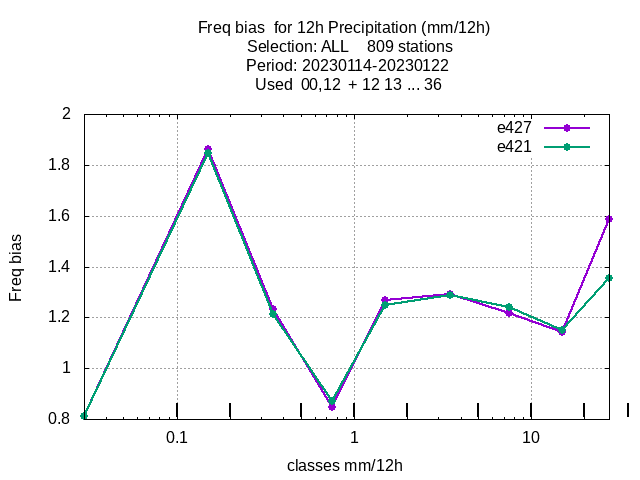 Freq bias  for 12h Precipitation (mm/12h)
Selection: ALL    809 stations
Period: 20230114-20230122
Used  00,12  + 12 13 ... 36
e427
e421
2
1.8
1.6
1.4
1.2
1
0.8
Freq bias
0.1 1 10
classes mm/12h